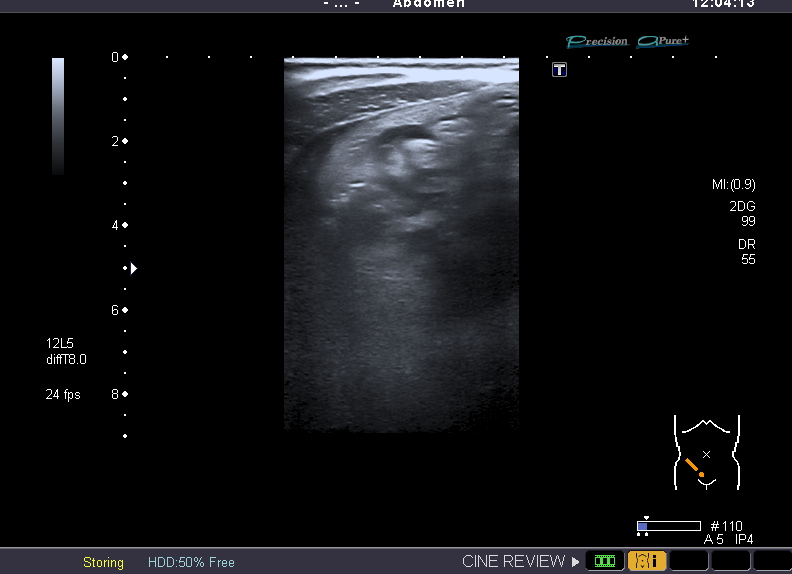 - ... - Abdomen 12:04:13
Precision APure+
T
0
2
4
6
8
MI:(0.9)
2DG
99
DR
55
12L5
diffT8.0
24 fps
#110
A 5 IP4
Storing HDD:50% Free CINE REVIEW
i